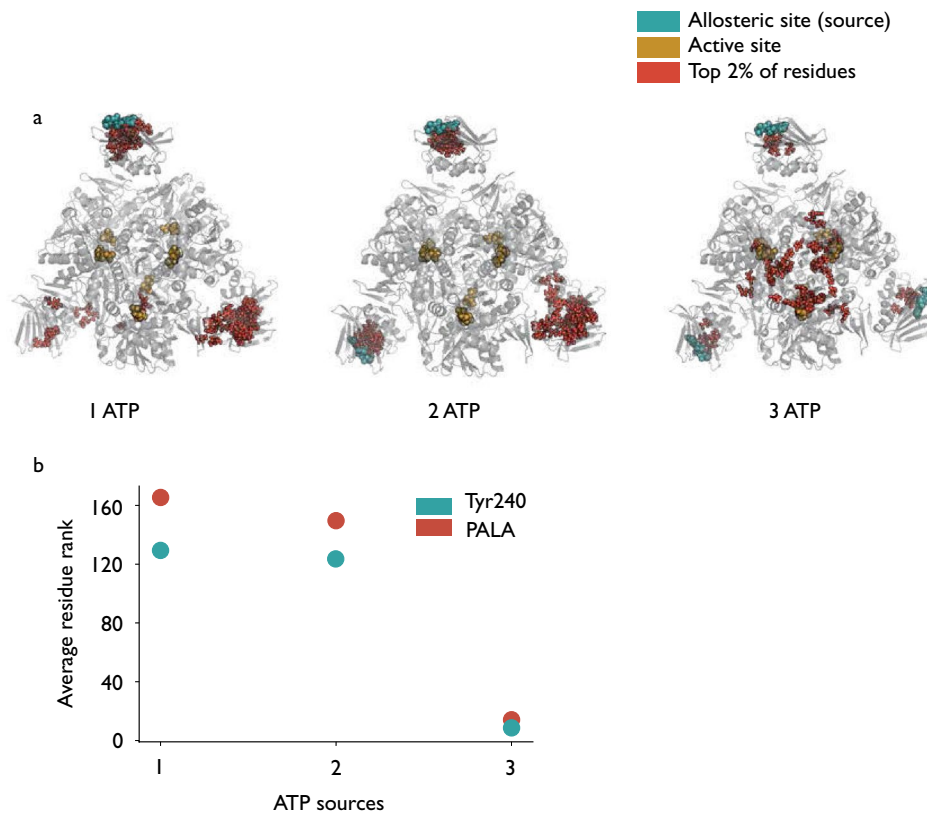 Allosteric site (source)
Active site
Top 2% of residues
a
1 ATP
2 ATP
3 ATP
b
Tyr240
PALA
Average residue rank
160
120
80
40
0
1
2
3
ATP sources